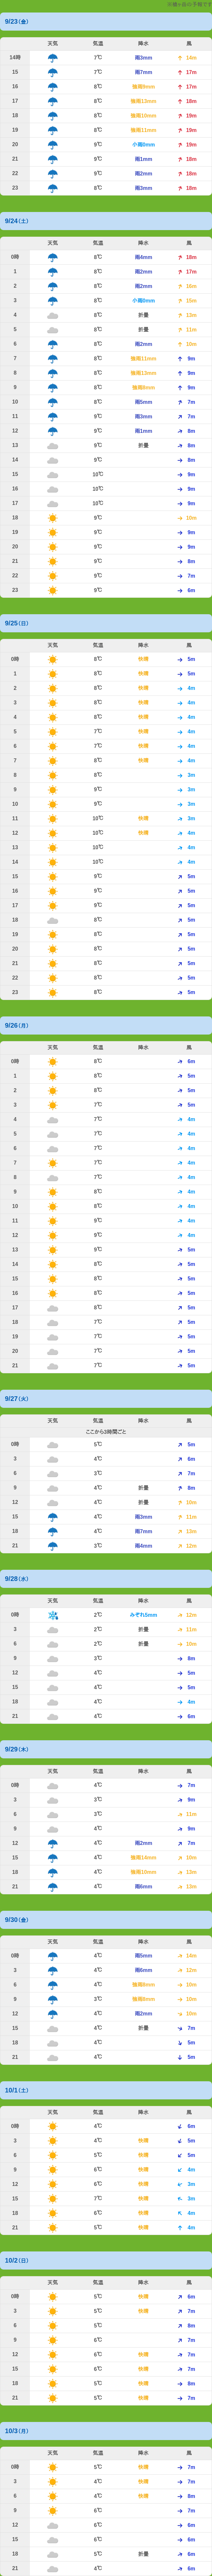 9/23(金)
天気 気温 降水 風
14時 7℃ 雨3mm 14m
15 7℃ 雨7mm 17m
16 8℃ 強雨9mm 17m
17 8℃ 強雨13mm 18m
18 8℃ 強雨10mm 19m
19 8℃ 強雨11mm 19m
20 9℃ 小雨0mm 19m
21 9℃ 雨1mm 18m
22 9℃ 雨2mm 18m
23 8℃ 雨3mm 18m
9/24(土)
天気 気温 降水 風
0時 8℃ 雨4mm 18m
1 8℃ 雨2mm 17m
2 8℃ 雨2mm 16m
3 8℃ 小雨0mm 15m
4 8℃ 折畳 13m
5 8℃ 折畳 11m
6 8℃ 雨2mm 10m
7 8℃ 強雨11mm 9m
8 8℃ 強雨13mm 9m
9 8℃ 強雨8mm 9m
10 8℃ 雨5mm 7m
11 9℃ 雨3mm 7m
12 9℃ 雨1mm 8m
13 9℃ 折畳 8m
14 9℃ 8m
15 10℃ 9m
16 10℃ 9m
17 10℃ 9m
18 9℃ 10m
19 9℃ 9m
20 9℃ 9m
21 9℃ 8m
22 9℃ 7m
23 9℃ 6m
9/25(日)
天気 気温 降水 風
0時 8℃ 快晴 5m
1 8℃ 快晴 5m
2 8℃ 快晴 4m
3 8℃ 快晴 4m
4 8℃ 快晴 4m
5 7℃ 快晴 4m
6 7℃ 快晴 4m
7 8℃ 快晴 4m
8 8℃ 3m
9 9℃ 3m
10 9℃ 3m
11 10℃ 快晴 3m
12 10℃ 快晴 4m
13 10℃ 4m
14 10℃ 4m
15 9℃ 5m
16 9℃ 5m
17 9℃ 5m
18 8℃ 5m
19 8℃ 5m
20 8℃ 5m
21 8℃ 5m
22 8℃ 5m
23 8℃ 5m
9/26(月)
天気 気温 降水 風
0時 8℃ 6m
1 8℃ 5m
2 8℃ 5m
3 7℃ 5m
4 7℃ 4m
5 7℃ 4m
6 7℃ 4m
7 7℃ 4m
8 7℃ 4m
9 8℃ 4m
10 8℃ 4m
11 9℃ 4m
12 9℃ 4m
13 9℃ 5m
14 8℃ 5m
15 8℃ 5m
16 8℃ 5m
17 8℃ 5m
18 7℃ 5m
19 7℃ 5m
20 7℃ 5m
21 7℃ 5m
9/27(火)
天気 気温 降水 風
ここから3時間ごと
0時 5℃ 5m
3 4℃ 6m
6 3℃ 7m
9 4℃ 折畳 8m
12 4℃ 折畳 10m
15 4℃ 雨3mm 11m
18 4℃ 雨7mm 13m
21 3℃ 雨4mm 12m
9/28(水)
天気 気温 降水 風
0時 2℃ みぞれ5mm 12m
3 2℃ 折畳 11m
6 2℃ 折畳 10m
9 3℃ 8m
12 4℃ 5m
15 4℃ 5m
18 4℃ 4m
21 4℃ 6m
9/29(木)
天気 気温 降水 風
0時 4℃ 7m
3 3℃ 9m
6 3℃ 11m
9 4℃ 9m
12 4℃ 雨2mm 7m
15 4℃ 強雨14mm 10m
18 4℃ 強雨10mm 13m
21 4℃ 雨6mm 13m
9/30(金)
天気 気温 降水 風
0時 4℃ 雨5mm 14m
3 4℃ 雨6mm 12m
6 4℃ 強雨8mm 10m
9 3℃ 強雨8mm 10m
12 4℃ 雨2mm 10m
15 4℃ 折畳 7m
18 4℃ 5m
21 4℃ 5m
10/1(土)
天気 気温 降水 風
0時 4℃ 6m
3 4℃ 快晴 5m
6 5℃ 快晴 5m
9 6℃ 快晴 4m
12 6℃ 快晴 3m
15 7℃ 快晴 3m
18 6℃ 快晴 4m
21 5℃ 快晴 4m
10/2(日)
天気 気温 降水 風
0時 5℃ 快晴 6m
3 5℃ 快晴 7m
6 5℃ 8m
9 6℃ 7m
12 6℃ 快晴 7m
15 6℃ 快晴 7m
18 5℃ 快晴 8m
21 5℃ 快晴 7m
10/3(月)
天気 気温 降水 風
0時 4℃ 快晴 7m
3 4℃ 快晴 7m
6 4℃ 快晴 8m
9 6℃ 7m
12 6℃ 6m
15 6℃ 6m
18 5℃ 折畳 6m
21 4℃ 6m